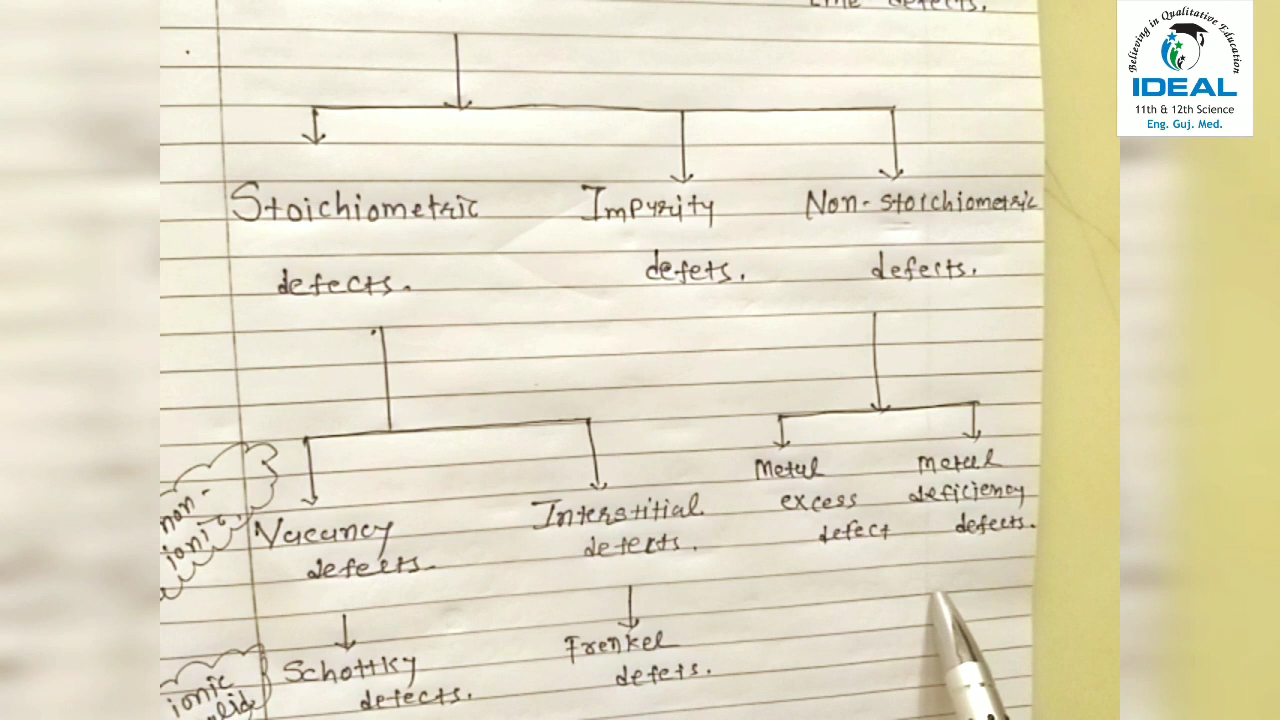 Line defects.
Believing in Qualitative Education
IDEAL
11th & 12th Science
Eng. Guj. Med.
Stoichiometric
defects.
Impurity
defets.
Non-stoichiometric
defects.
non-
ionic
Vacancy
defects.
Interstitial
defects.
Metal
excess
defect
Metal
deficiency
defects.
ionic
Schottky
defects.
Frenkel
defets.